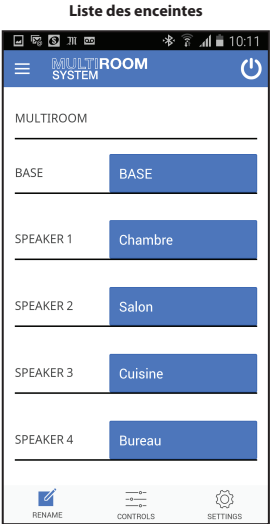 Liste des enceintes
10:11
MULTIROOM
SYSTEM
MULTIROOM
BASE BASE
SPEAKER 1 Chambre
SPEAKER 2 Salon
SPEAKER 3 Cuisine
SPEAKER 4 Bureau
RENAME CONTROLS SETTINGS